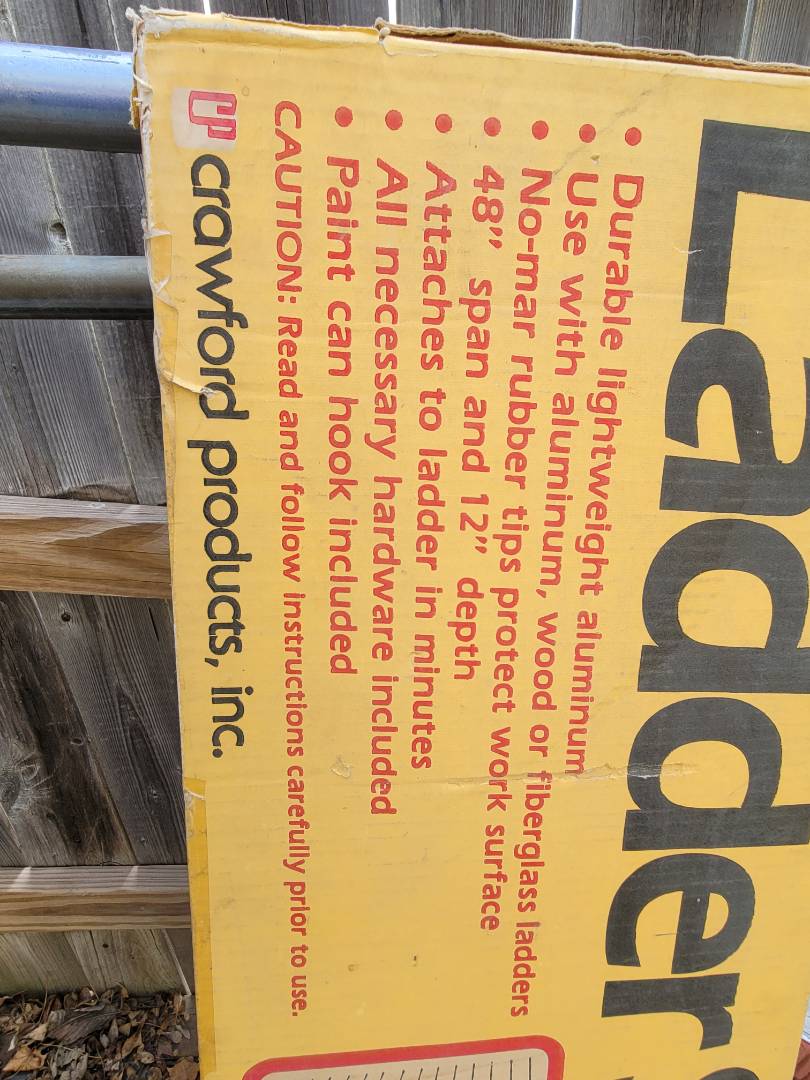 Ladder
• Durable lightweight aluminum
• Use with aluminum, wood or fiberglass ladders
• No-mar rubber tips protect work surface
• 48” span and 12” depth
• Attaches to ladder in minutes
• All necessary hardware included
• Paint can hook included
CAUTION: Read and follow instructions carefully prior to use.
crawford products, inc.